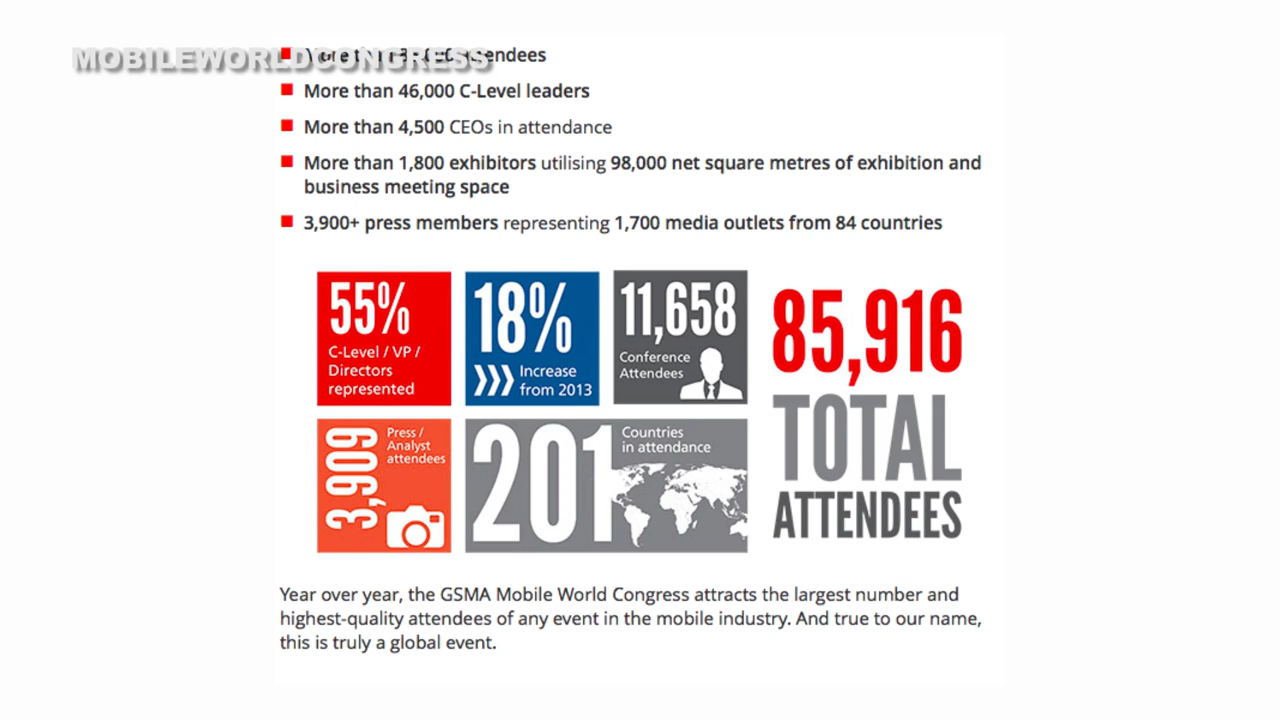 MOBILEWORLDCONGRESS
More than attendees
More than 46,000 C-Level leaders
More than 4,500 CEOs in attendance
More than 1,800 exhibitors utilising 98,000 net square metres of exhibition and
business meeting space
3,900+ press members representing 1,700 media outlets from 84 countries
55%
C-Level / VP /
Directors
represented
18%
Increase
from 2013
11,658
Conference
Attendees
3,909
Press /
Analyst
attendees
201
Countries
in attendance
85,916
TOTAL
ATTENDEES
Year over year, the GSMA Mobile World Congress attracts the largest number and
highest-quality attendees of any event in the mobile industry. And true to our name,
this is truly a global event.